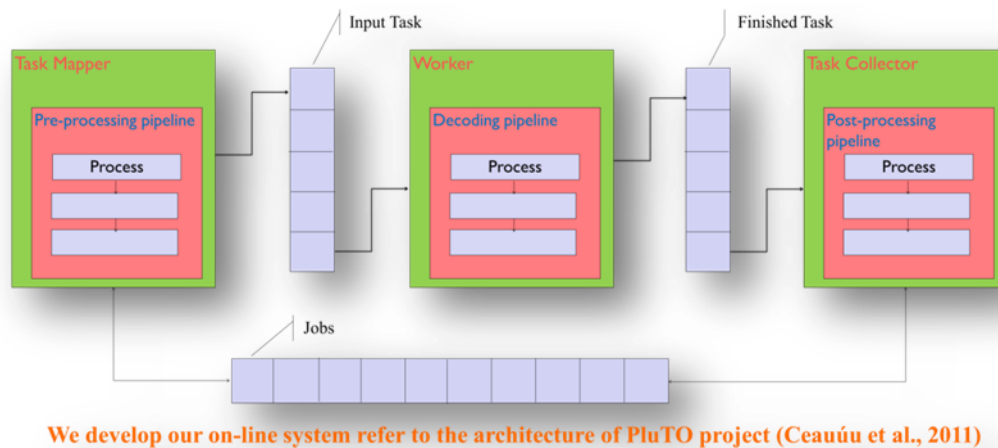 Input Task
Finished Task
Task Mapper
Worker
Task Collector
Pre-processing pipeline
Decoding pipeline
Post-processing
pipeline
Process
Process
Process
Jobs
We develop our on-line system refer to the architecture of PluTO project (Ceauúu et al., 2011)